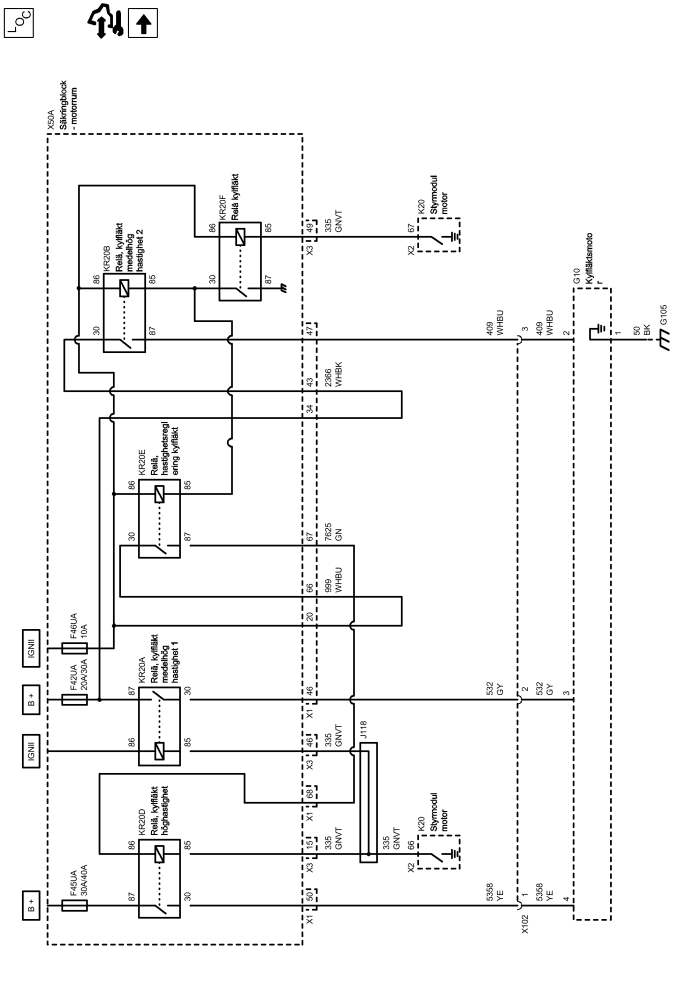 LOC
X50A
Säkringblock
- motorrum
KR20F
Relä kylfläkt
86
85
30
87
49
X3
335
GNVT
K20
Styrmodul
motor
67
X2
KR20B
Relä, kylfläkt
medelhög
hastighet 2
86
85
30
87
47
409
WHBU
3
409
WHBU
2
G10
Kylfläktsmoto
r
1
50
BK
G105
43
2366
WHBK
34
KR20E
Relä,
hastighetsregl
ering kylfläkt
86
85
30
87
67
7625
GN
66
999
WHBU
20
IGNII
F46UA
10A
B +
F42UA
20A/30A
KR20A
Relä, kylfläkt
medelhög
hastighet 1
87
30
86
85
46
X1
532
GY
2
532
GY
3
IGNII
46
X3
335
GNVT
J118
68
X1
KR20D
Relä, kylfläkt
höghastighet
86
85
87
30
15
X3
335
GNVT
335
GNVT
66
X2
K20
Styrmodul
motor
B +
F45UA
30A/40A
50
X1
5358
YE
1
X102
5358
YE
4